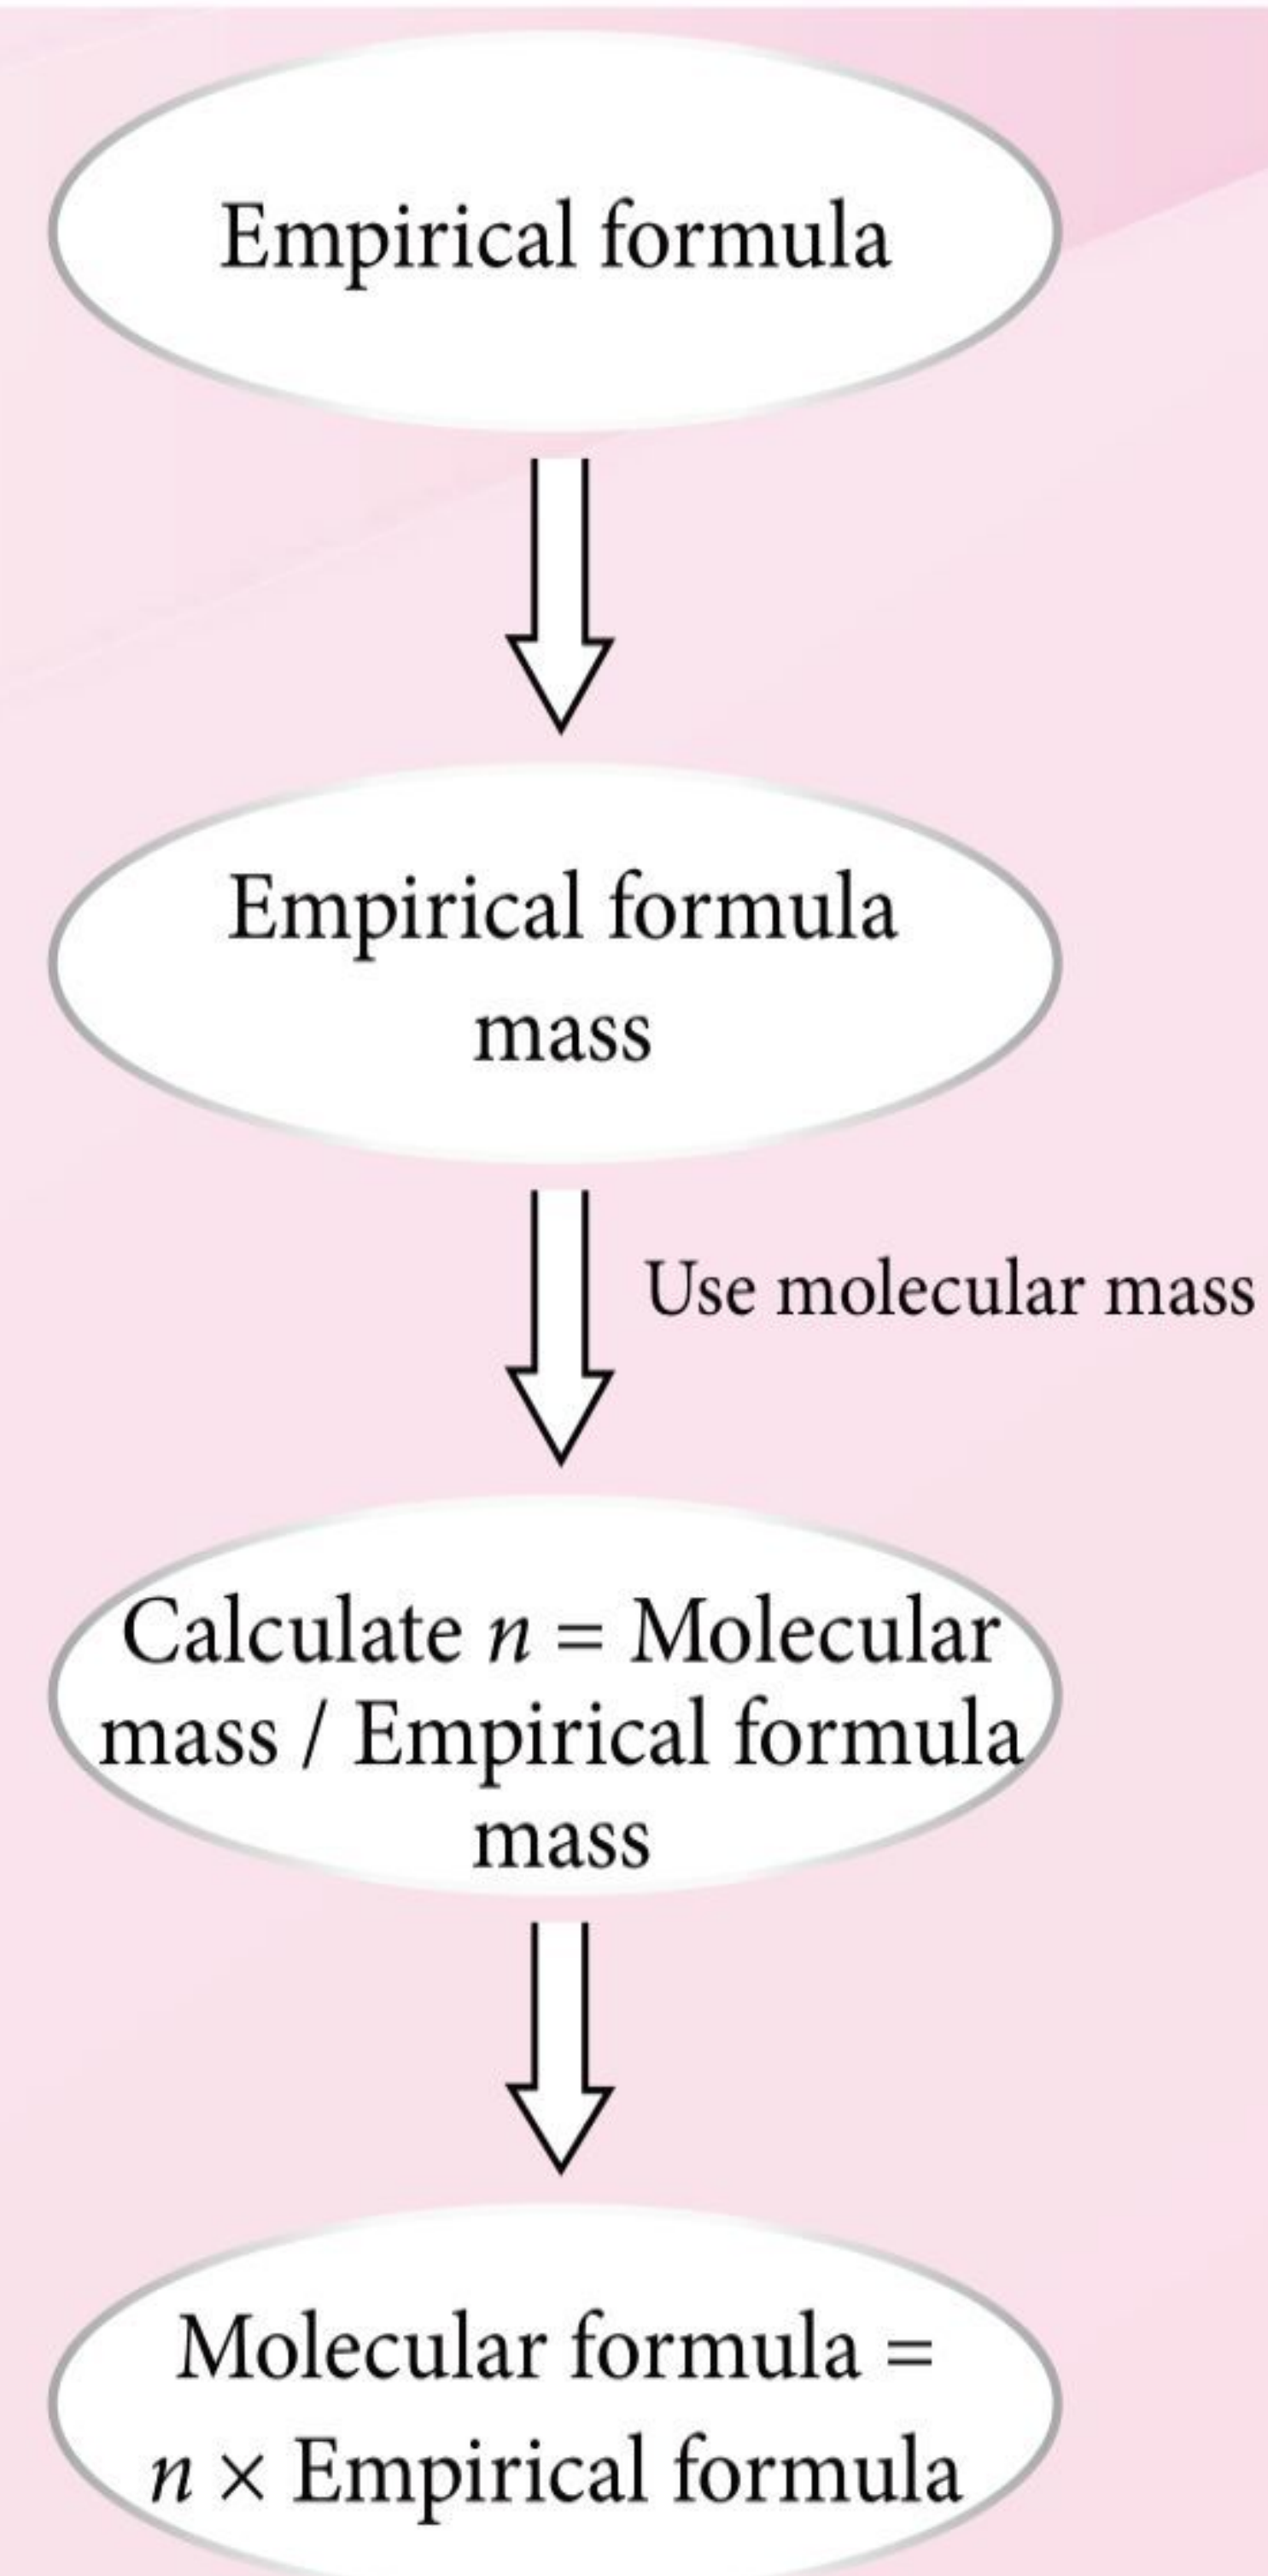 Empirical formula
Empirical formula
mass
Use molecular mass
Calculate n = Molecular
mass / Empirical formula
mass
Molecular formula =
n × Empirical formula